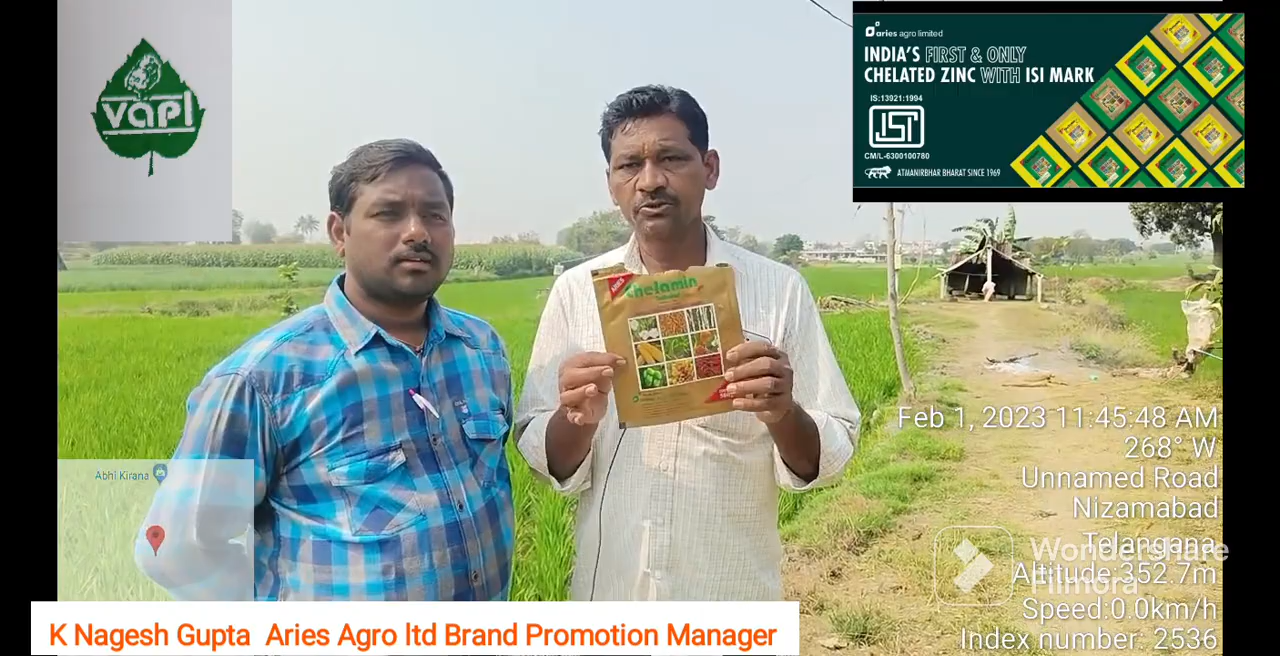 vapl
aries agro limited
INDIA'S FIRST & ONLY
CHELATED ZINC WITH ISI MARK
IS:13921:1994
ISI
CM/L-6300100780
ATMANIRBHAR BHARAT SINCE 1969
ARIES
Chelamin
Abhi Kirana
Feb 1, 2023 11:45:48 AM
268° W
Unnamed Road
Nizamabad
Telangana
Altitude:352.7m
Speed:0.0km/h
Index number: 2536
Wondershare
Filmora
K Nagesh Gupta Aries Agro ltd Brand Promotion Manager